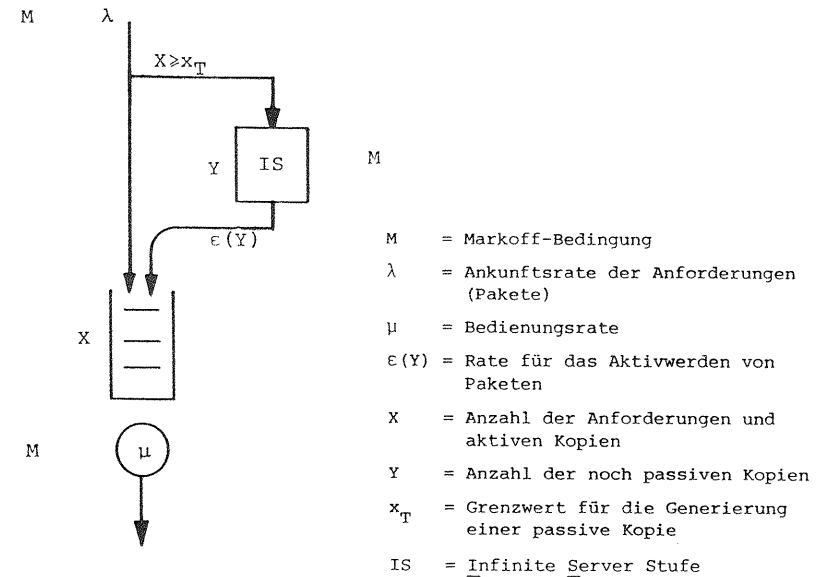 M λ
X⩾x_T
Y IS M
ε(Y)
X
M μ
M = Markoff-Bedingung
λ = Ankunftsrate der Anforderungen
(Pakete)
μ = Bedienungsrate
ε(Y) = Rate für das Aktivwerden von
Paketen
X = Anzahl der Anforderungen und
aktiven Kopien
Y = Anzahl der noch passiven Kopien
x_T = Grenzwert für die Generierung
einer passive Kopie
IS = Infinite Server Stufe